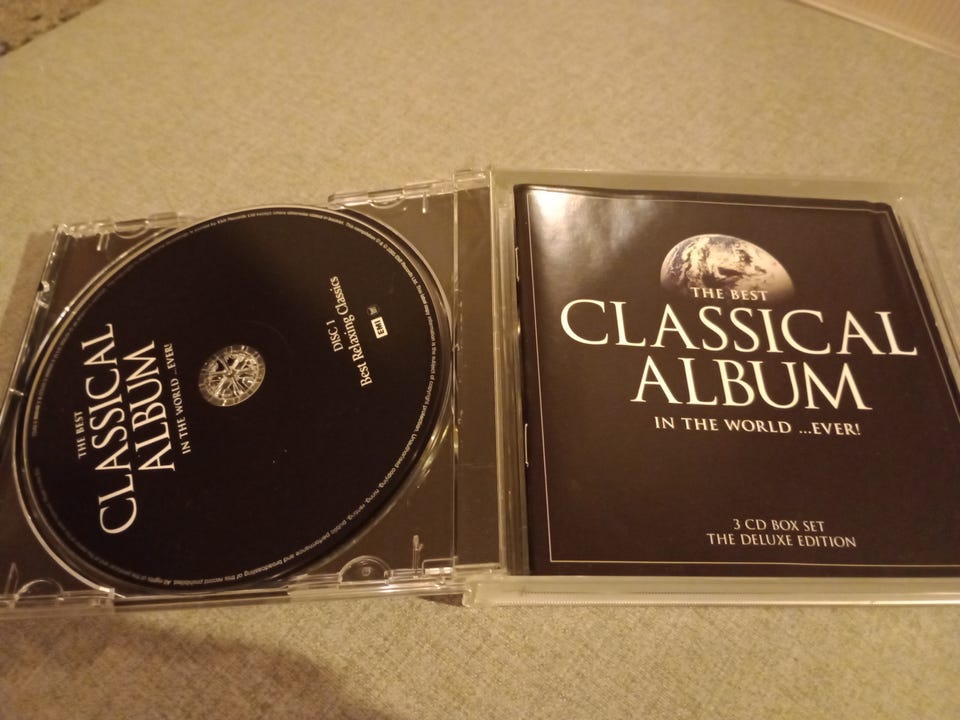 THE BEST
CLASSICAL
ALBUM
IN THE WORLD ...EVER!
DISC 1
Best Relaxing Classics
EMI
THE BEST
CLASSICAL
ALBUM
IN THE WORLD ...EVER!
3 CD BOX SET
THE DELUXE EDITION